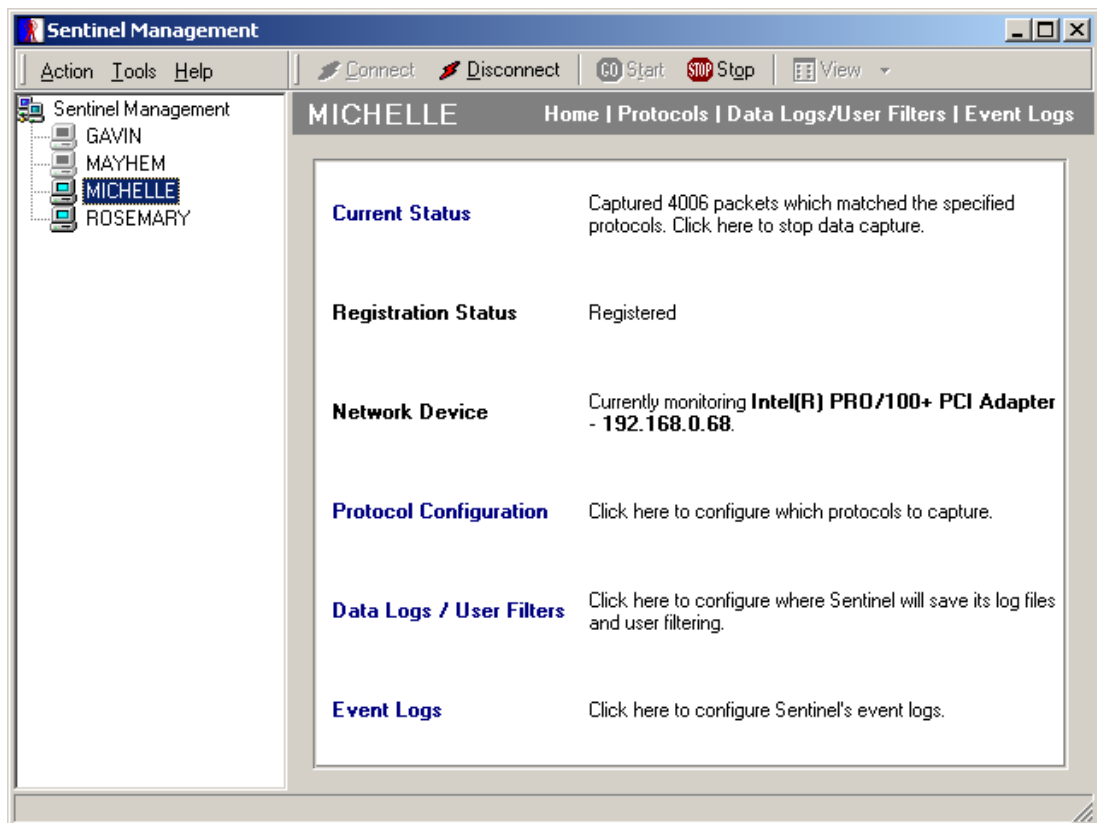 Sentinel Management
Action Tools Help
Connect Disconnect GO Start STOP Stop View
Sentinel Management
GAVIN
MAYHEM
MICHELLE
ROSEMARY
MICHELLE
Home | Protocols | Data Logs/User Filters | Event Logs
Current Status
Captured 4006 packets which matched the specified
protocols. Click here to stop data capture.
Registration Status
Registered
Network Device
Currently monitoring Intel(R) PRO/100+ PCI Adapter
- 192.168.0.68.
Protocol Configuration
Click here to configure which protocols to capture.
Data Logs / User Filters
Click here to configure where Sentinel will save its log files
and user filtering.
Event Logs
Click here to configure Sentinel's event logs.